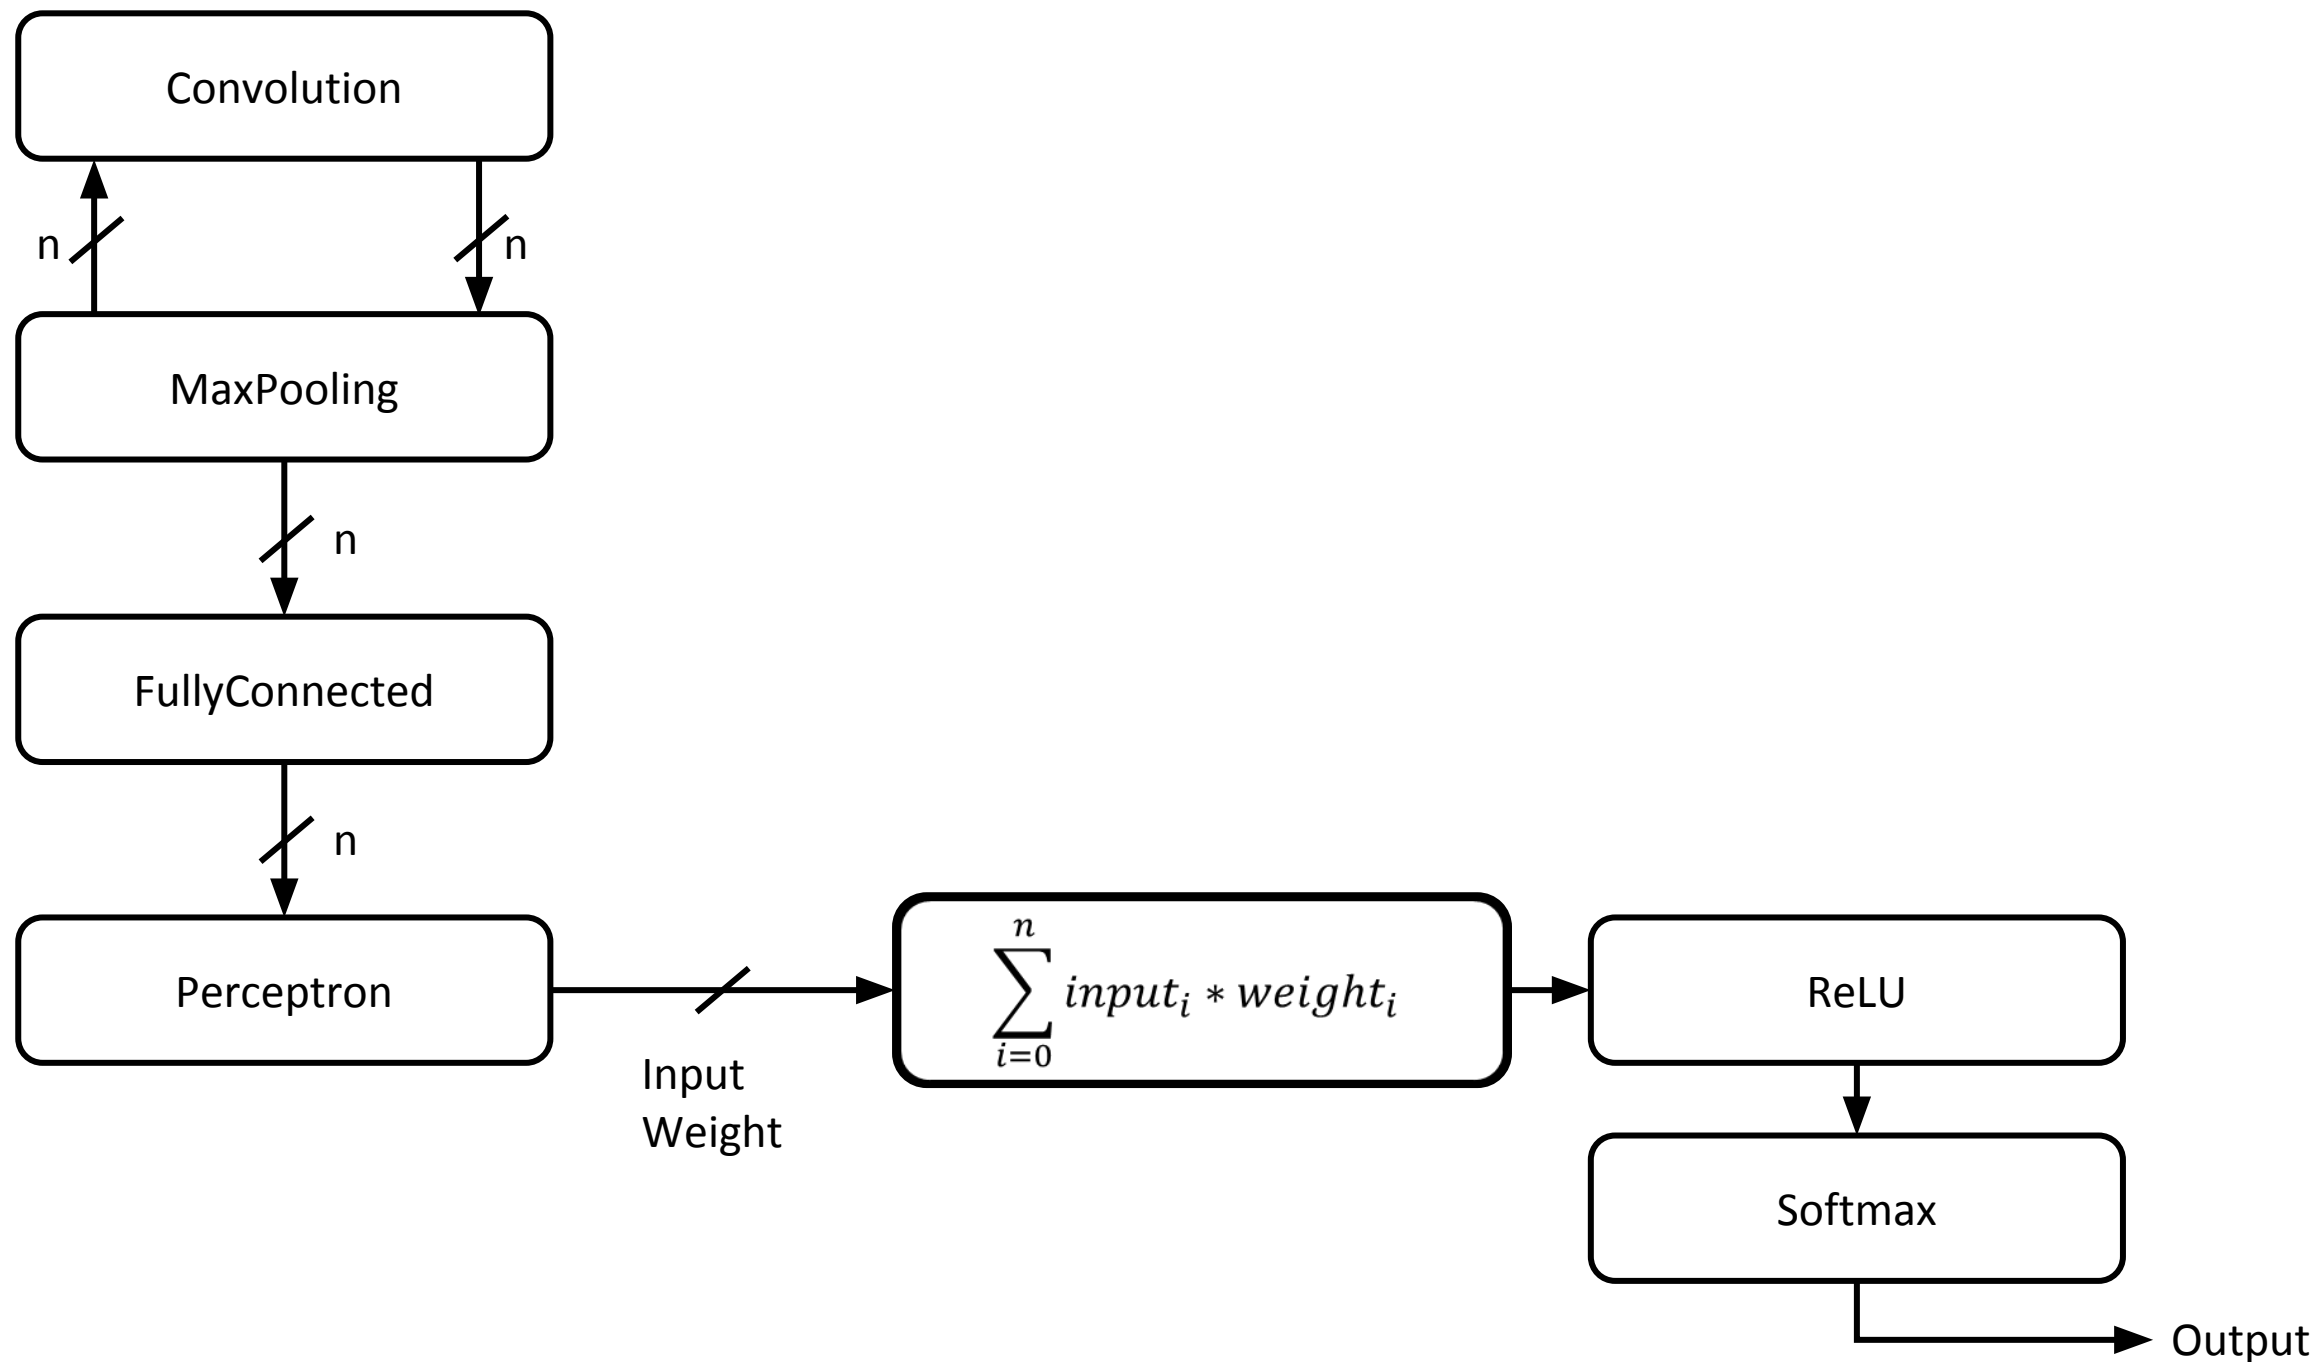 Convolution
n
n
MaxPooling
n
FullyConnected
n
Perceptron
Input
Weight
n
∑ input_i * weight_i
i=0
ReLU
Softmax
Output